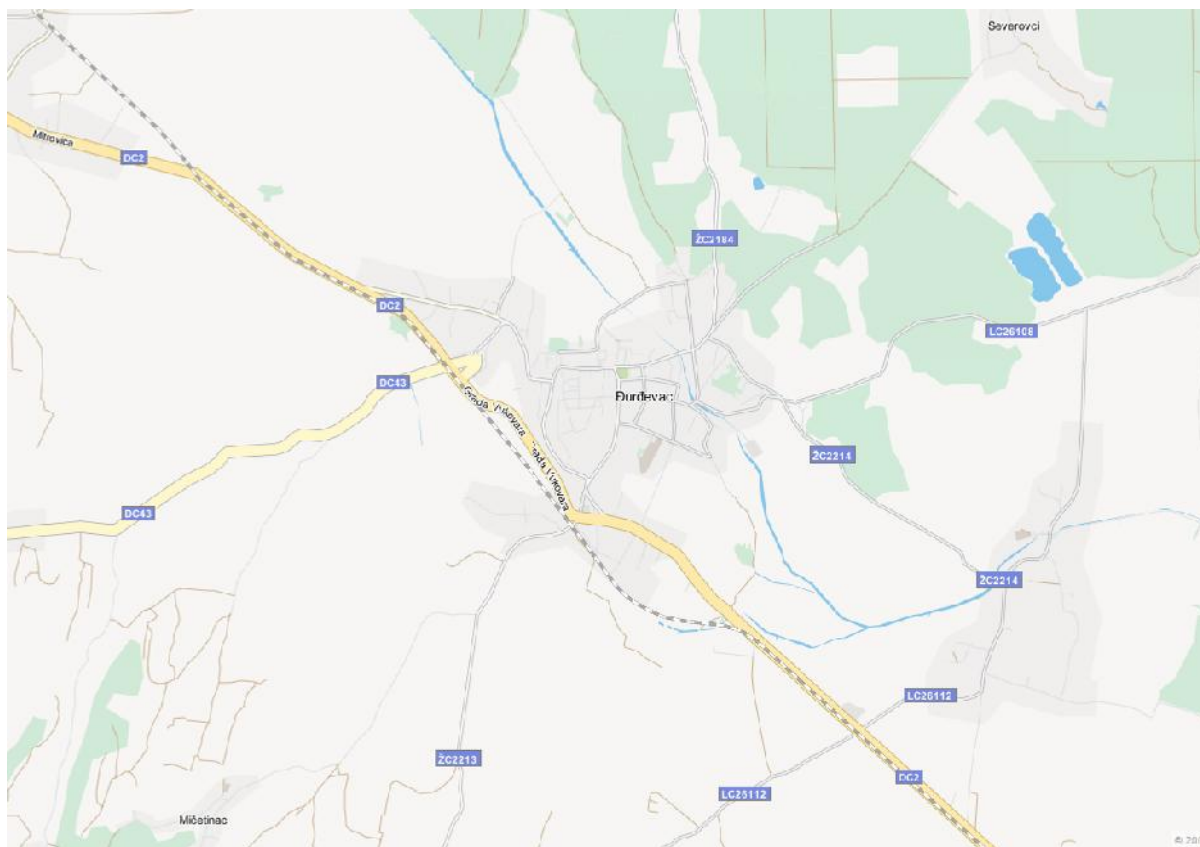 Severovci
Mitrovica
DC2
ŽC2184
DC2
LC26108
DC43
Đurđevac
ŽC2214
DC43
ŽC2214
LC26112
ŽC2213
DC2
LC26112
Mičetinac